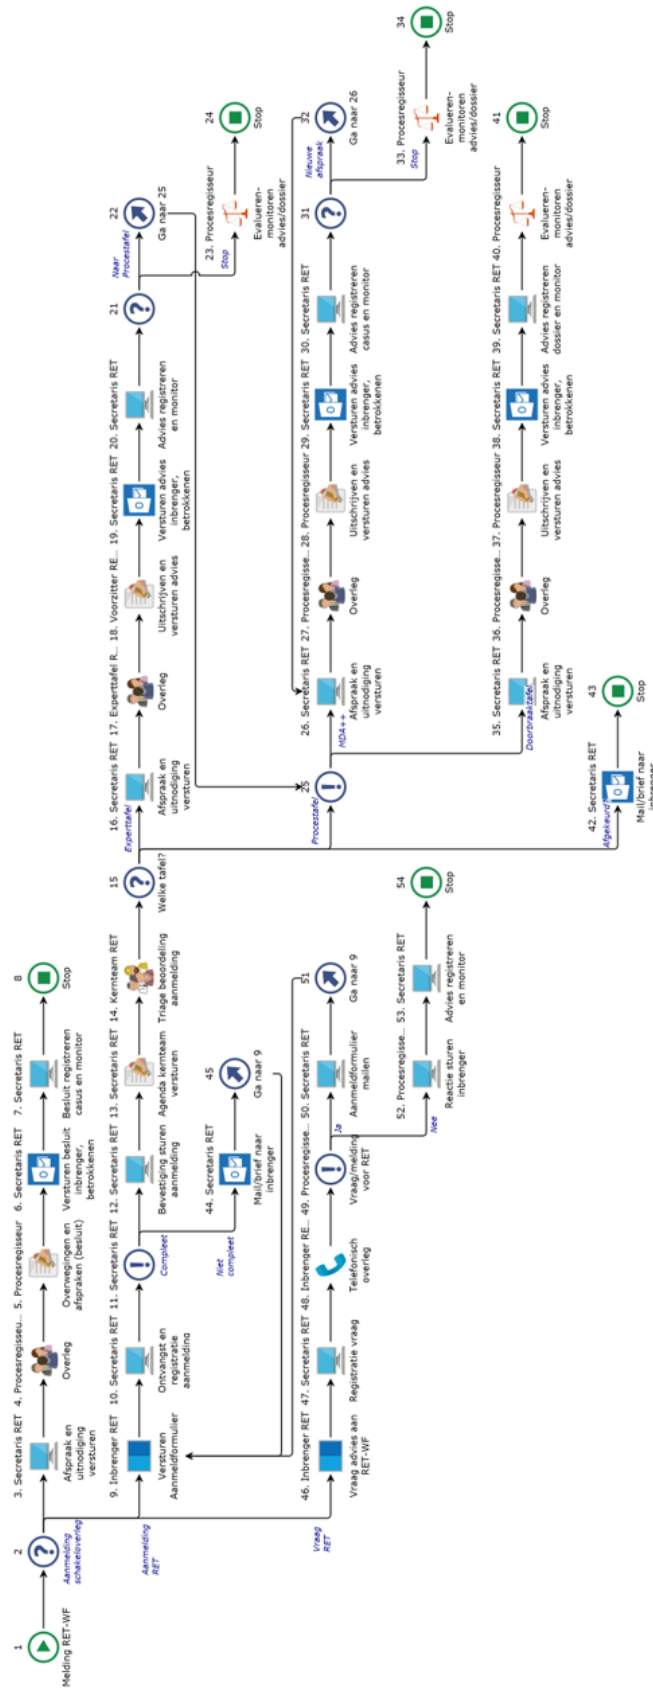 1
Melding RET-WF
2
Aanmelding
schakeloverleg
3. Secretaris RET
Afspraak en
uitnodiging
versturen
4. Procesregisseu...
Overleg
5. Procesregisseur
Overwegingen en
afspraken (besluit)
6. Secretaris RET
Versturen besluit
inbrenger,
betrokkenen
7. Secretaris RET
Besluit registreren
casus en monitor
8
Stop
Aanmelding
RET
9. Inbrenger RET
Versturen
Aanmeldformulier
10. Secretaris RET
Ontvangst en
registratie
aanmelding
11. Secretaris RET
Compleet
12. Secretaris RET
Bevestiging sturen
aanmelding
13. Secretaris RET
Agenda kernteam
versturen
14. Kernteam RET
Triage beoordeling
aanmelding
15
Welke tafel?
Experttafel
16. Secretaris RET
Afspraak en
uitnodiging
versturen
17. Experttafel R...
Overleg
18. Voorzitter RE...
Uitschrijven en
versturen advies
19. Secretaris RET
Versturen advies
inbrenger,
betrokkenen
20. Secretaris RET
Advies registreren
en monitor
21
Naar
Procestafel
22
Ga naar 25
Stop
23. Procesregisseur
Evalueren-
monitoren
advies/dossier
24
Stop
Procestafel
25
MDA++
26. Secretaris RET
Afspraak en
uitnodiging
versturen
27. Procesregisse...
Overleg
28. Procesregisseur
Uitschrijven en
versturen advies
29. Secretaris RET
Versturen advies
inbrenger,
betrokkenen
30. Secretaris RET
Advies registreren
casus en monitor
31
Nieuwe
afspraak
32
Ga naar 26
Stop
33. Procesregisseur
Evalueren-
monitoren
advies/dossier
34
Stop
Doorbraaktafel
35. Secretaris RET
Afspraak en
uitnodiging
versturen
36. Procesregisse...
Overleg
37. Procesregisseur
Uitschrijven en
versturen advies
38. Secretaris RET
Versturen advies
inbrenger,
betrokkenen
39. Secretaris RET
Advies registreren
dossier en monitor
40. Procesregisseur
Evalueren-
monitoren
advies/dossier
41
Stop
Afgekeurd?
42. Secretaris RET
Mail/brief naar
inbrenger
43
Stop
Niet
compleet
44. Secretaris RET
Mail/brief naar
inbrenger
45
Ga naar 9
Vraag
RET
46. Inbrenger RET
Vraag advies aan
RET-WF
47. Secretaris RET
Registratie vraag
48. Inbrenger RE...
Telefonisch
overleg
49. Procesregisse...
Vraag/melding
voor RET
Ja
50. Secretaris RET
Aanmeldformulier
mailen
51
Ga naar 9
Nee
52. Procesregisse...
Reactie sturen
inbrenger
53. Secretaris RET
Advies registreren
en monitor
54
Stop